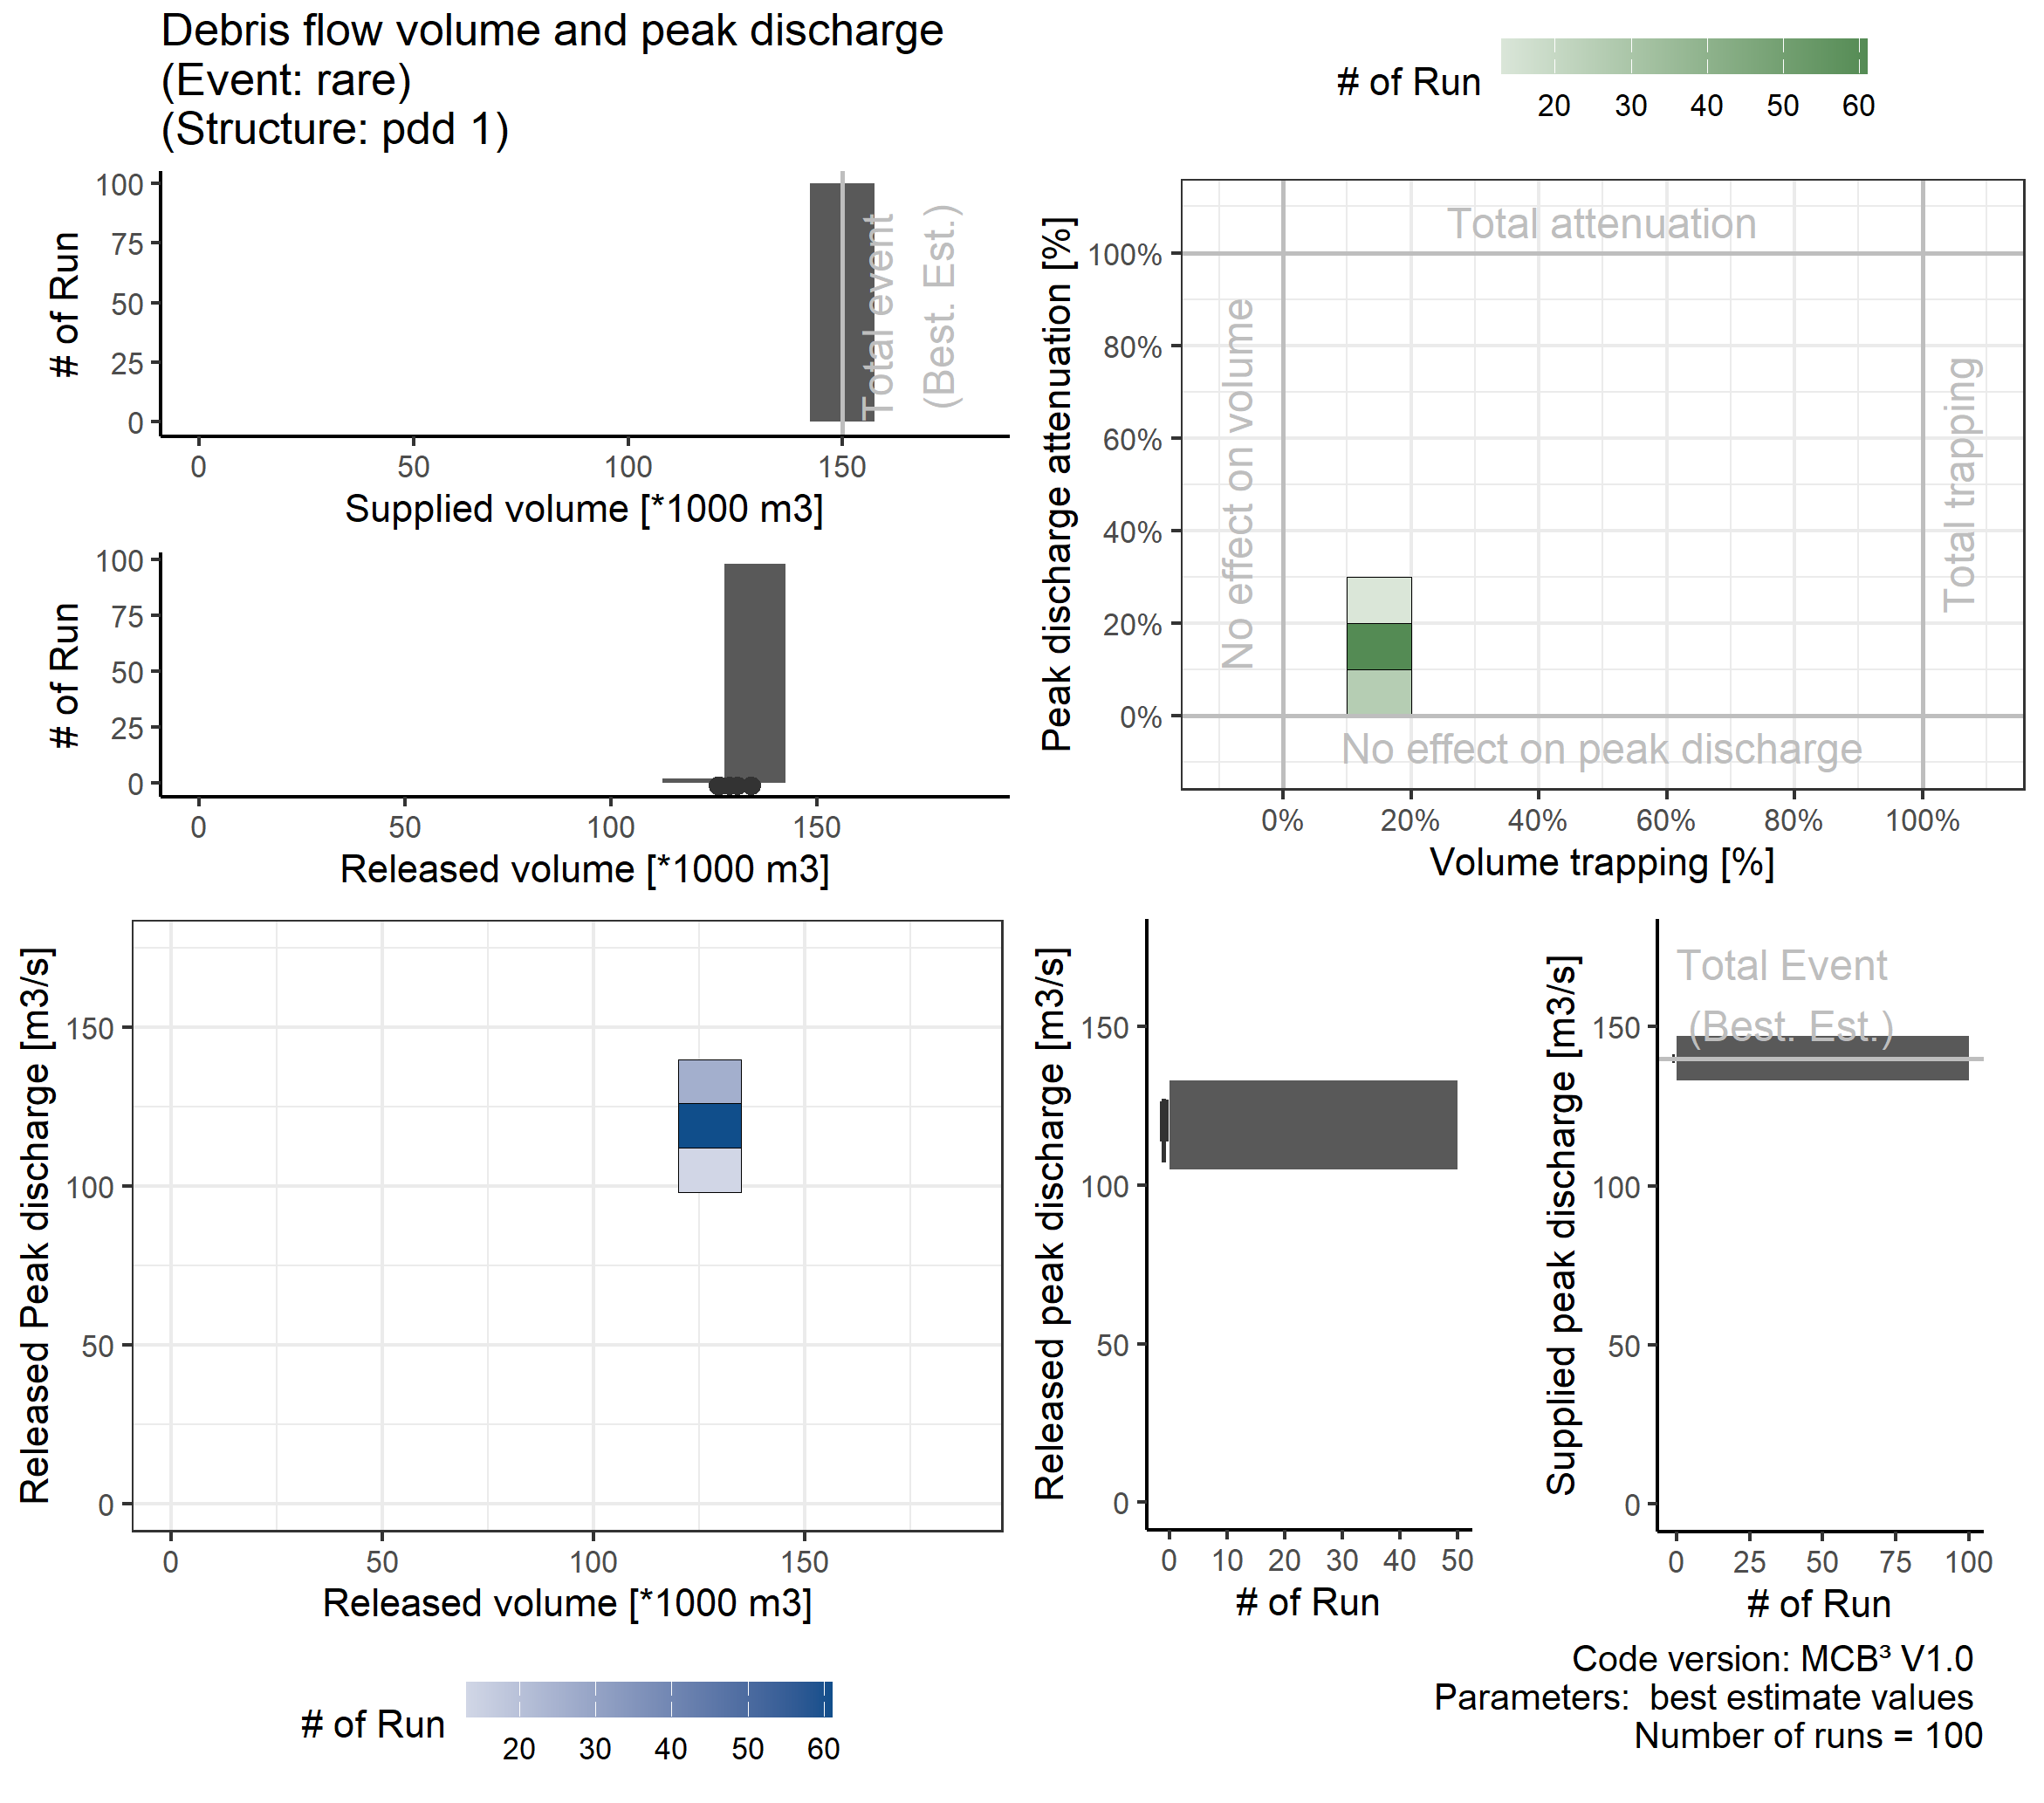 Debris flow volume and peak discharge
(Event: rare)
(Structure: pdd 1)
# of Run
20 30 40 50 60
# of Run
100
75
50
25
0
Total event
(Best. Est.)
0 50 100 150
Supplied volume [*1000 m3]
# of Run
100
75
50
25
0
0 50 100 150
Released volume [*1000 m3]
Peak discharge attenuation [%]
100%
80%
60%
40%
20%
0%
Total attenuation
No effect on volume
Total trapping
No effect on peak discharge
0% 20% 40% 60% 80% 100%
Volume trapping [%]
Released Peak discharge [m3/s]
150
100
50
0
0 50 100 150
Released volume [*1000 m3]
# of Run
20 30 40 50 60
Released peak discharge [m3/s]
150
100
50
0
0 10 20 30 40 50
# of Run
Supplied peak discharge [m3/s]
150
100
50
0
Total Event
(Best. Est.)
0 25 50 75 100
# of Run
Code version: MCB³ V1.0
Parameters:  best estimate values
Number of runs = 100